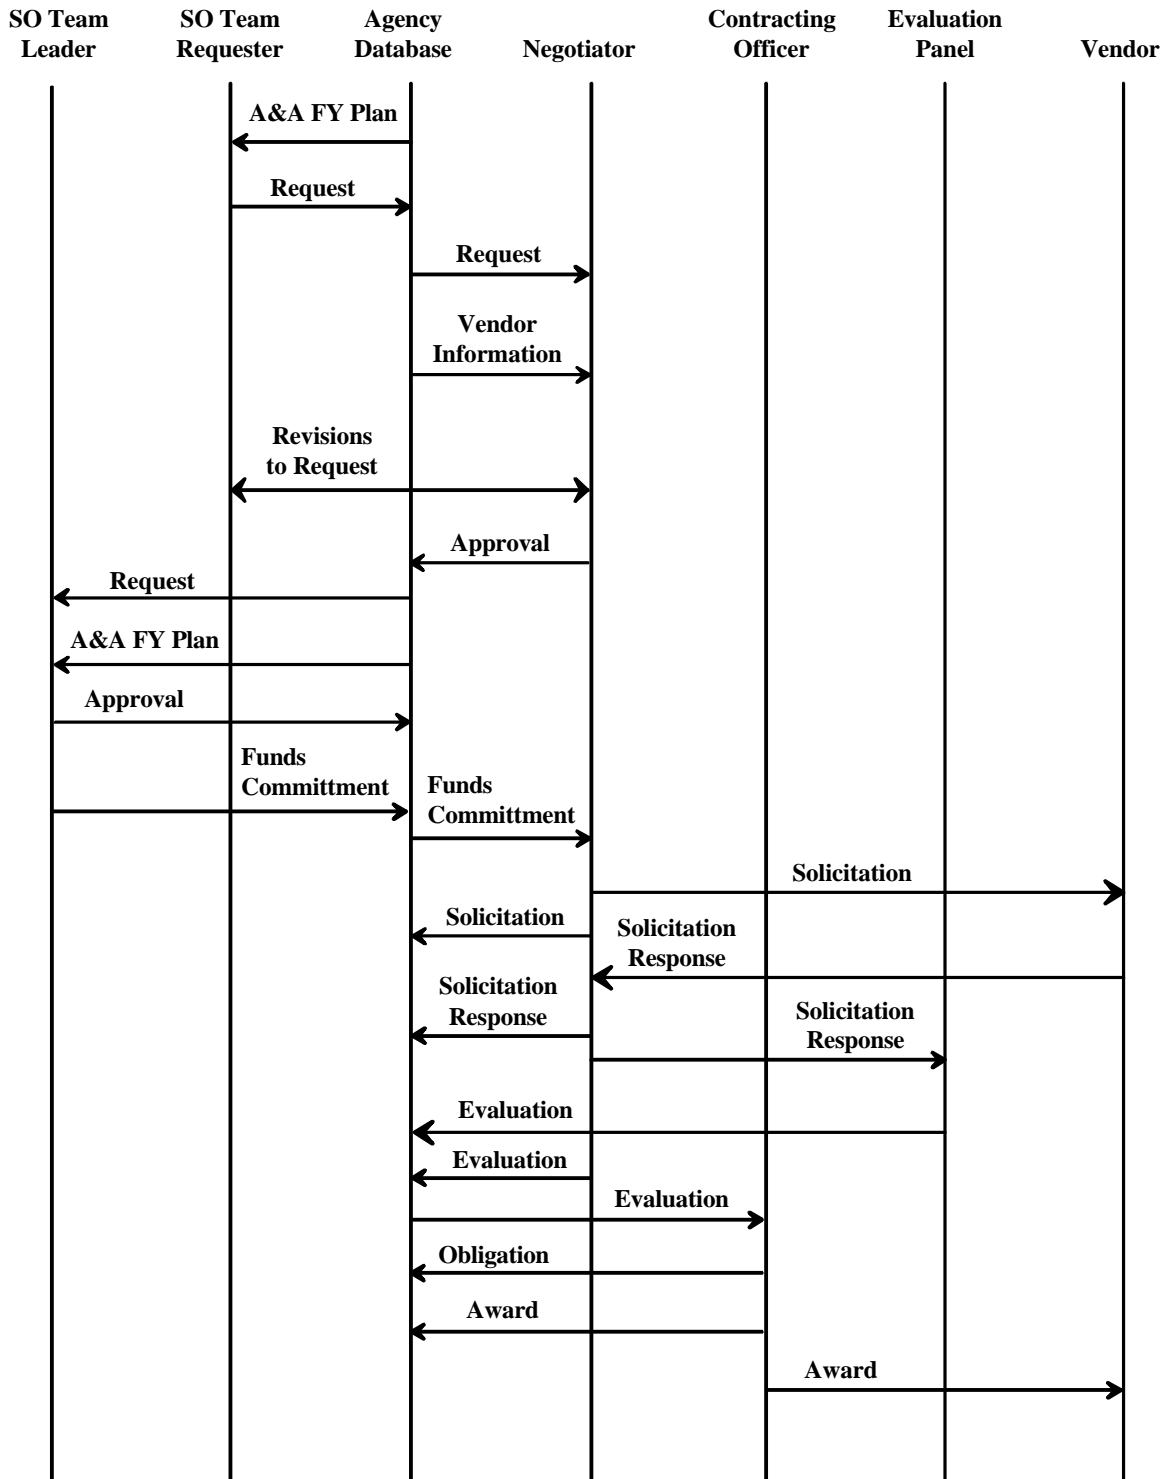 SO Team
Leader
SO Team
Requester
Agency
Database
Negotiator
Contracting
Officer
Evaluation
Panel
Vendor
A&A FY Plan
Request
Request
Vendor
Information
Revisions
to Request
Approval
Request
A&A FY Plan
Approval
Funds
Committment
Funds
Committment
Solicitation
Solicitation
Solicitation
Response
Solicitation
Response
Solicitation
Response
Evaluation
Evaluation
Evaluation
Obligation
Award
Award